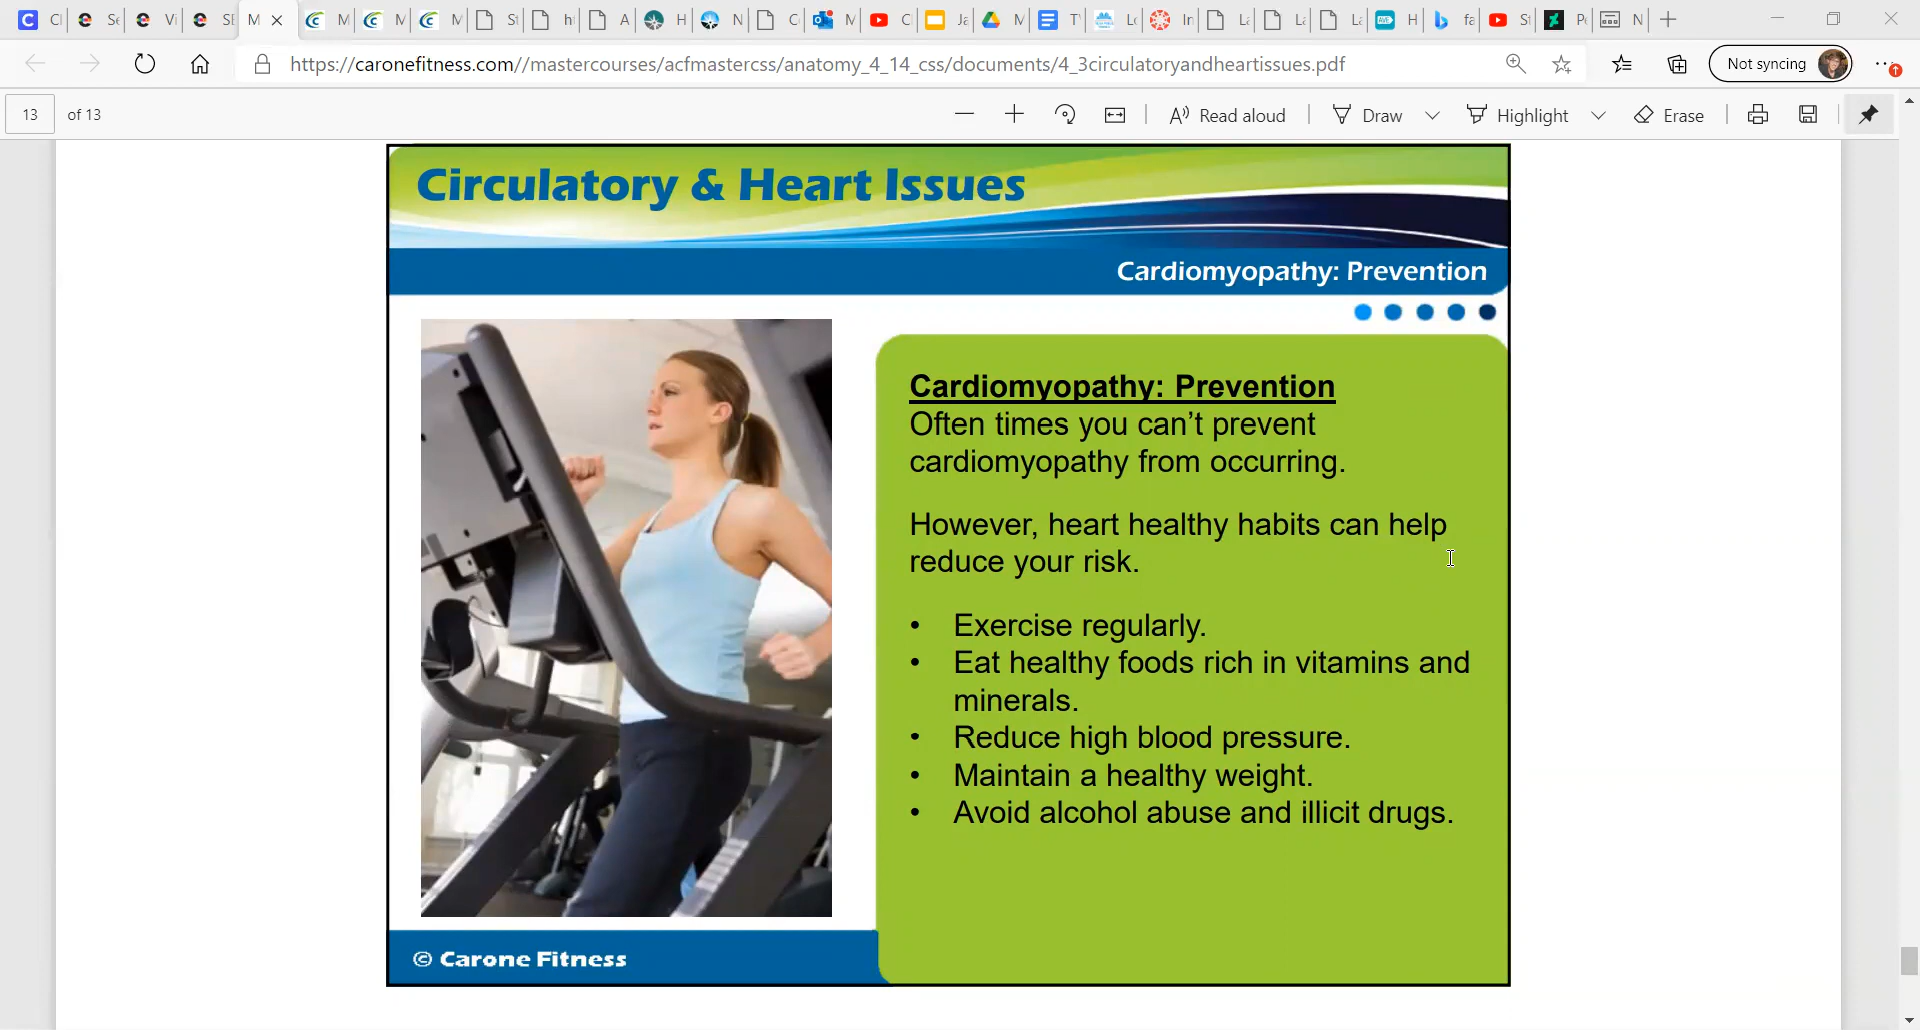 Not syncing
https://caronefitness.com//mastercourses/acfmastercss/anatomy_4_14_css/documents/4_3circulatoryandheartissues.pdf
13 of 13
Read aloud
Draw
Highlight
Erase
Circulatory & Heart Issues
Cardiomyopathy: Prevention
Cardiomyopathy: Prevention
Often times you can’t prevent
cardiomyopathy from occurring.
However, heart healthy habits can help
reduce your risk.
• Exercise regularly.
• Eat healthy foods rich in vitamins and
minerals.
• Reduce high blood pressure.
• Maintain a healthy weight.
• Avoid alcohol abuse and illicit drugs.
© Carone Fitness